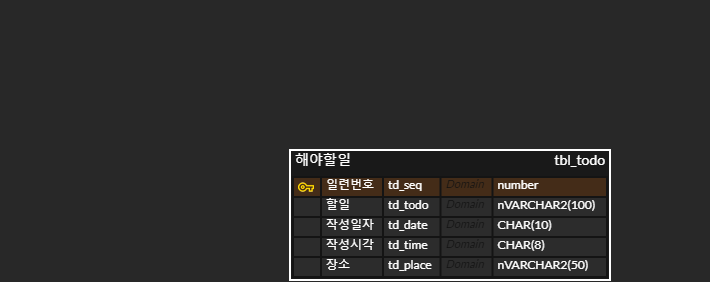 해야할일 tbl_todo
일련번호 td_seq Domain number
할일 td_todo Domain nVARCHAR2(100)
작성일자 td_date Domain CHAR(10)
작성시각 td_time Domain CHAR(8)
장소 td_place Domain nVARCHAR2(50)